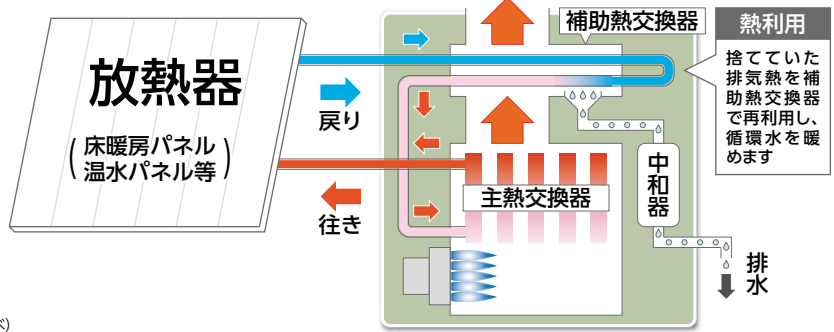 放熱器
(床暖房パネル
温水パネル等)
戻り
往き
補助熱交換器
主熱交換器
中和器
排水
熱利用
捨てていた
排気熱を補
助熱交換器
で再利用し、
循環水を暖
めます